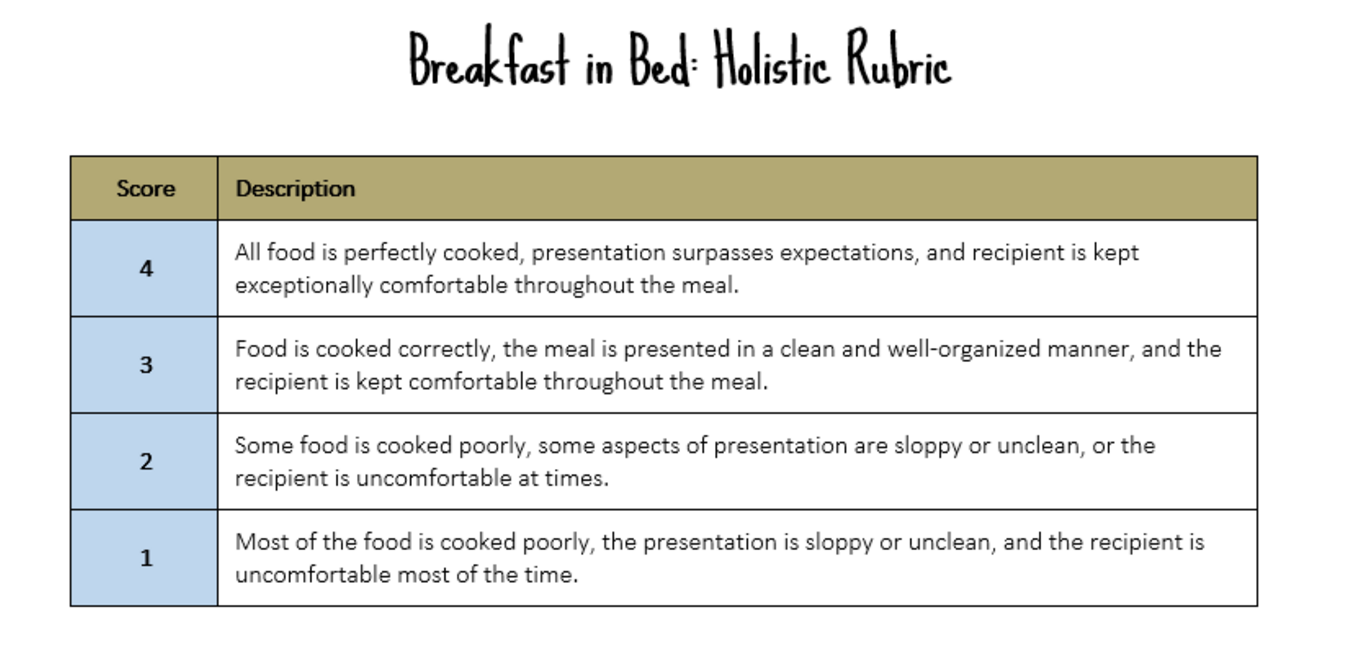 Breakfast in Bed: Holistic Rubric
Score Description
4
All food is perfectly cooked, presentation surpasses expectations, and recipient is kept
exceptionally comfortable throughout the meal.
3
Food is cooked correctly, the meal is presented in a clean and well-organized manner, and the
recipient is kept comfortable throughout the meal.
2
Some food is cooked poorly, some aspects of presentation are sloppy or unclean, or the
recipient is uncomfortable at times.
1
Most of the food is cooked poorly, the presentation is sloppy or unclean, and the recipient is
uncomfortable most of the time.